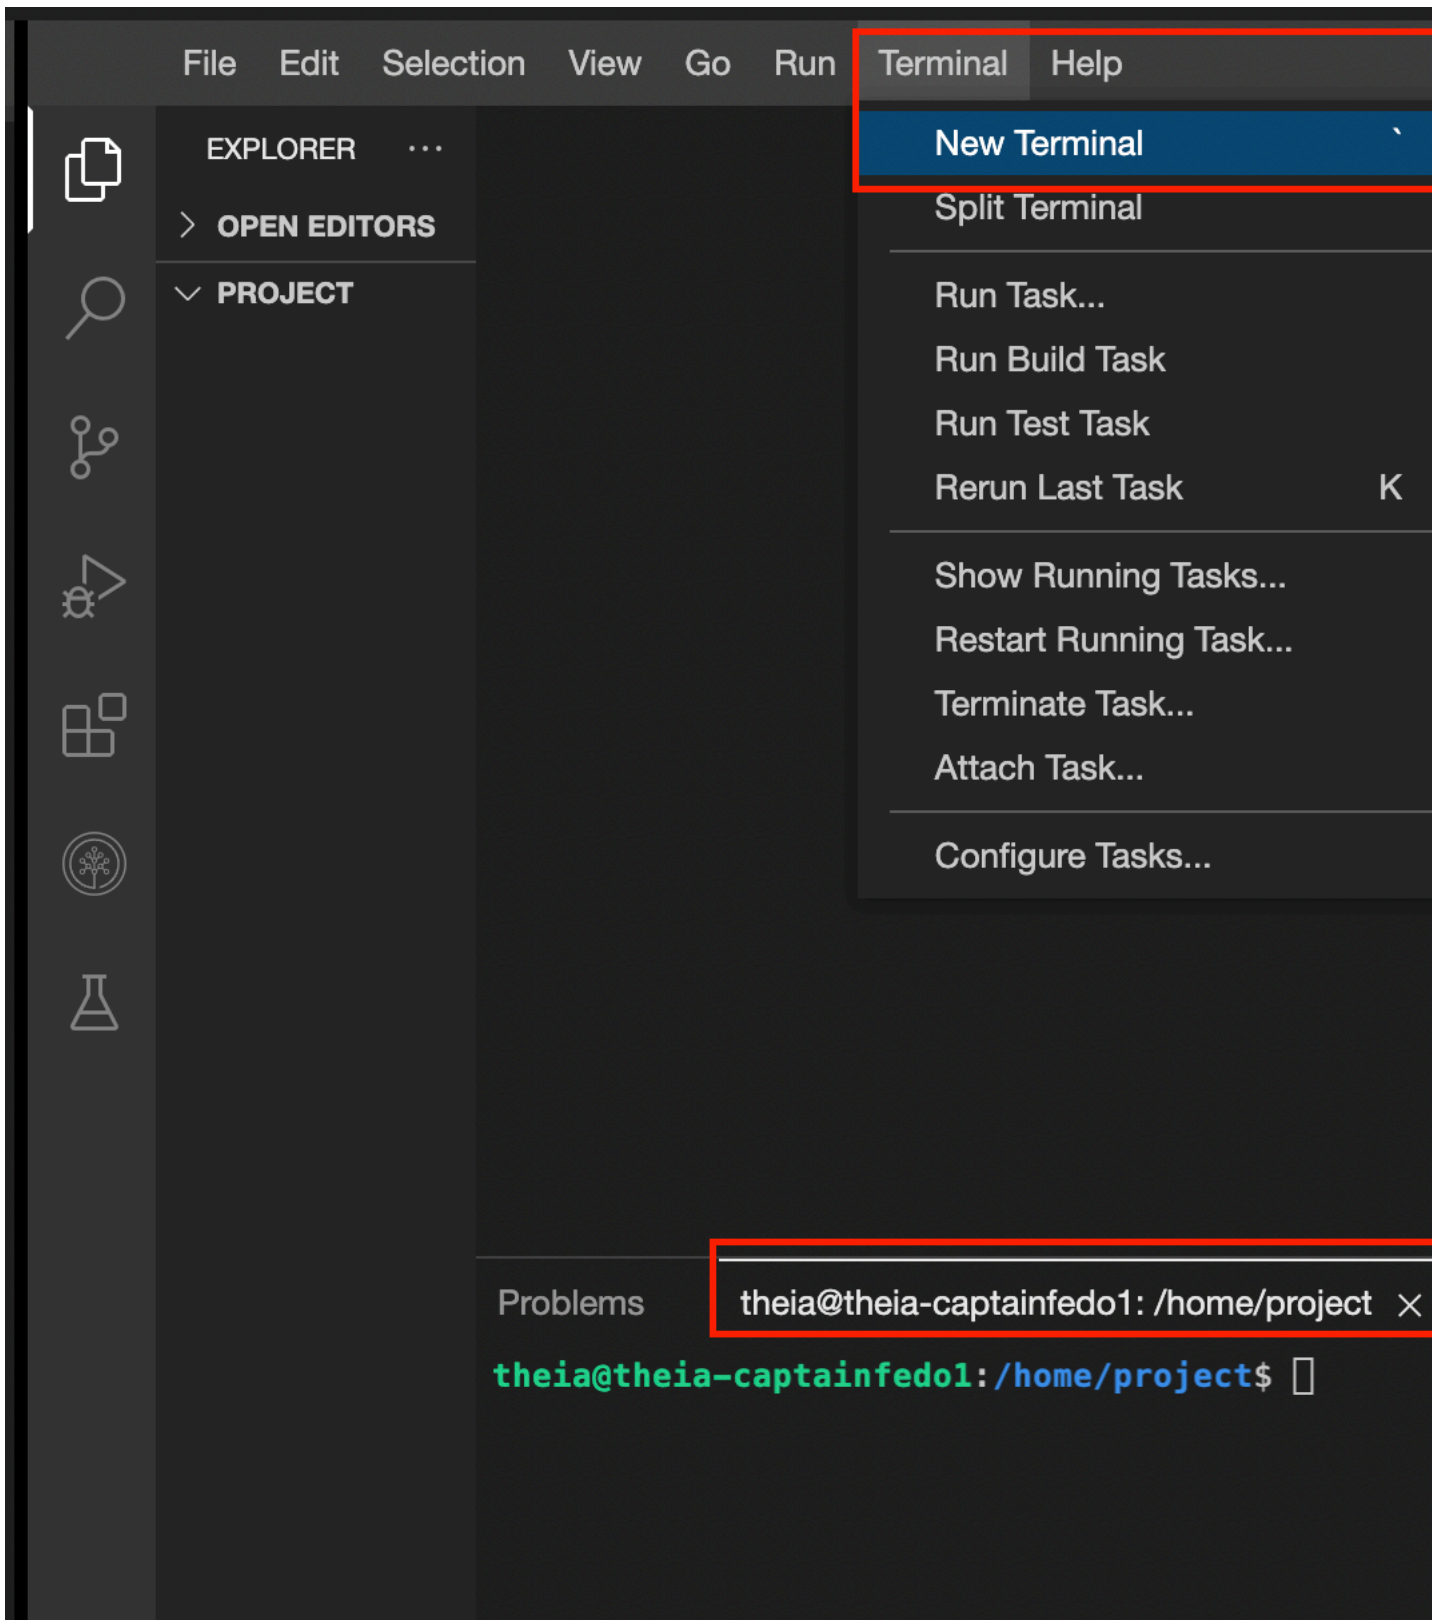 File Edit Selection View Go Run Terminal Help
EXPLORER ...
OPEN EDITORS
PROJECT
New Terminal `
Split Terminal
Run Task...
Run Build Task
Run Test Task
Rerun Last Task K
Show Running Tasks...
Restart Running Task...
Terminate Task...
Attach Task...
Configure Tasks...
Problems theia@theia-captainfedo1: /home/project
theia@theia-captainfedo1:/home/project$